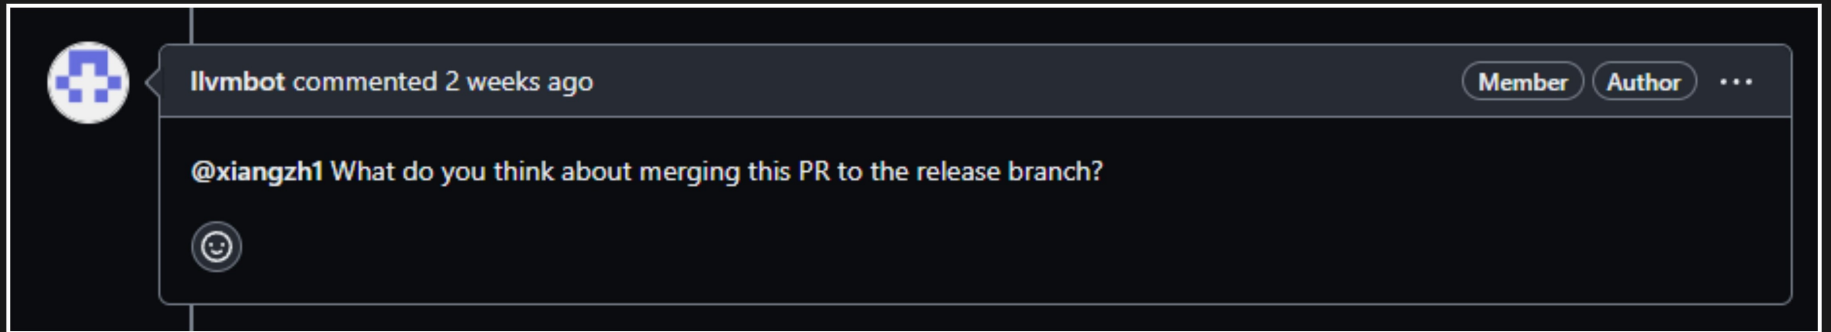 llvmbot commented 2 weeks ago Member Author ...
@xiangzh1 What do you think about merging this PR to the release branch?